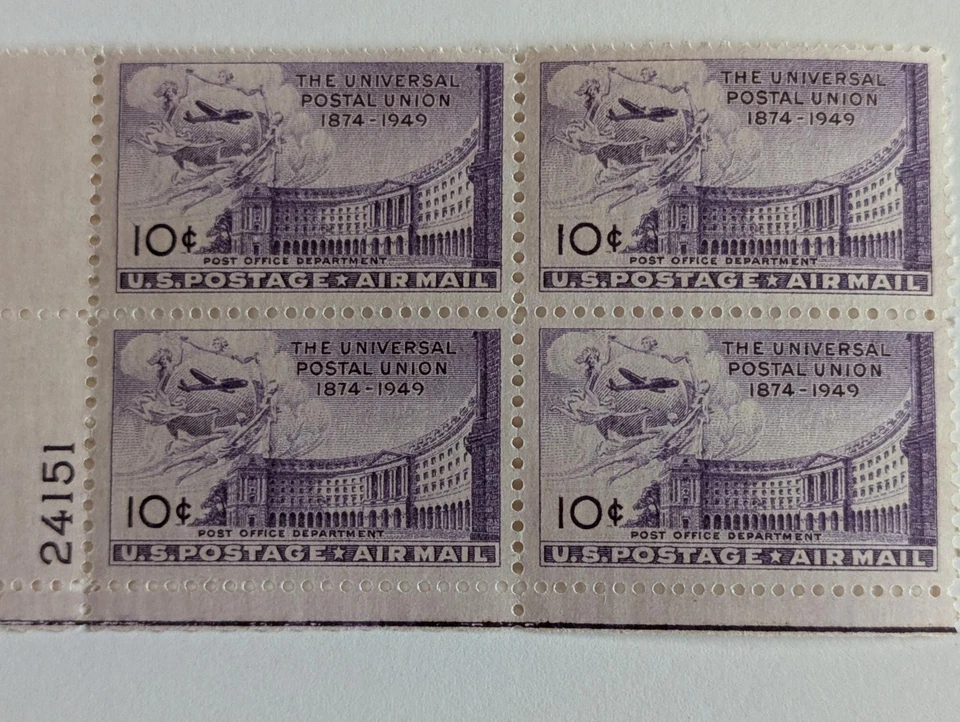 THE UNIVERSAL
POSTAL UNION
1874-1949
10¢
POST OFFICE DEPARTMENT
U.S.POSTAGE★AIR MAIL
THE UNIVERSAL
POSTAL UNION
1874-1949
10¢
POST OFFICE DEPARTMENT
U.S.POSTAGE★AIR MAIL
THE UNIVERSAL
POSTAL UNION
1874-1949
10¢
POST OFFICE DEPARTMENT
U.S.POSTAGE★AIR MAIL
THE UNIVERSAL
POSTAL UNION
1874-1949
10¢
POST OFFICE DEPARTMENT
U.S.POSTAGE★AIR MAIL
24151